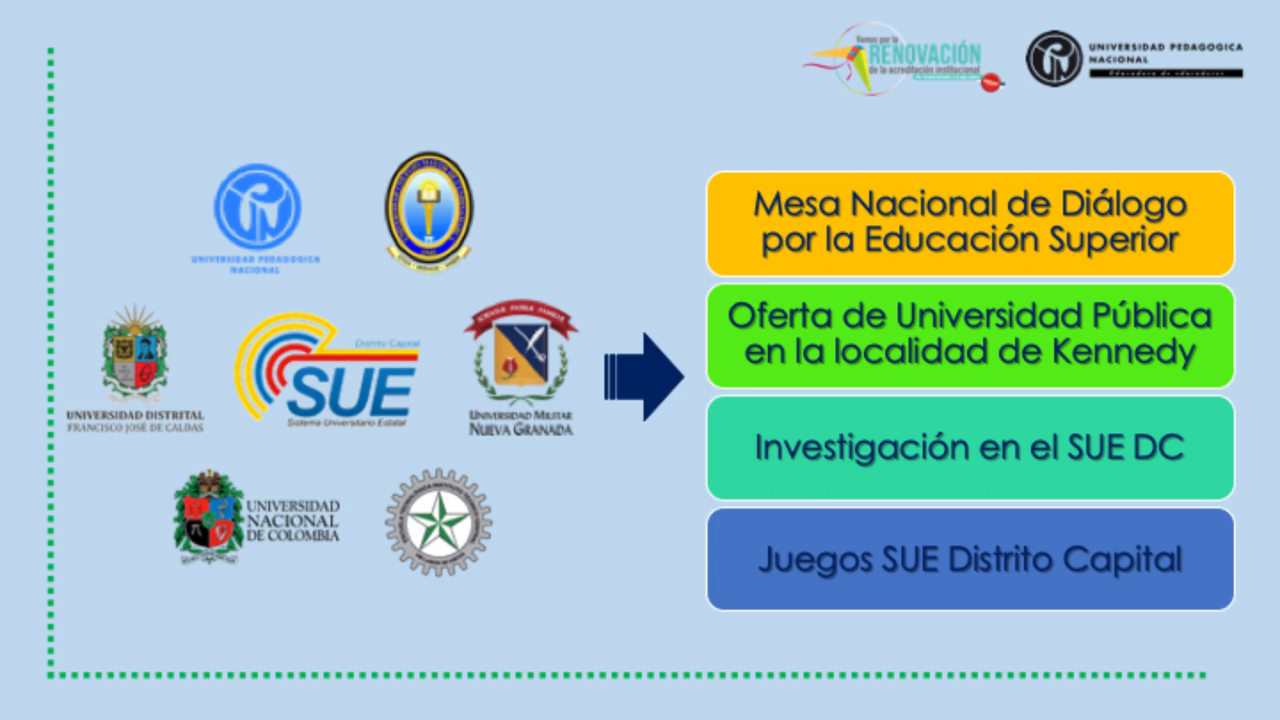 Vamos por la
RENOVACIÓN
de la acreditación institucional
UNIVERSIDAD PEDAGOGICA
NACIONAL
Educadora de educadores
UNIVERSIDAD PEDAGOGICA
NACIONAL
UNIVERSIDAD DISTRITAL
FRANCISCO JOSÉ DE CALDAS
Distrito Capital
SUE
Sistema Universitario Estatal
UNIVERSIDAD MILITAR
NUEVA GRANADA
UNIVERSIDAD
NACIONAL
DE COLOMBIA
Mesa Nacional de Diálogo
por la Educación Superior
Oferta de Universidad Pública
en la localidad de Kennedy
Investigación en el SUE DC
Juegos SUE Distrito Capital